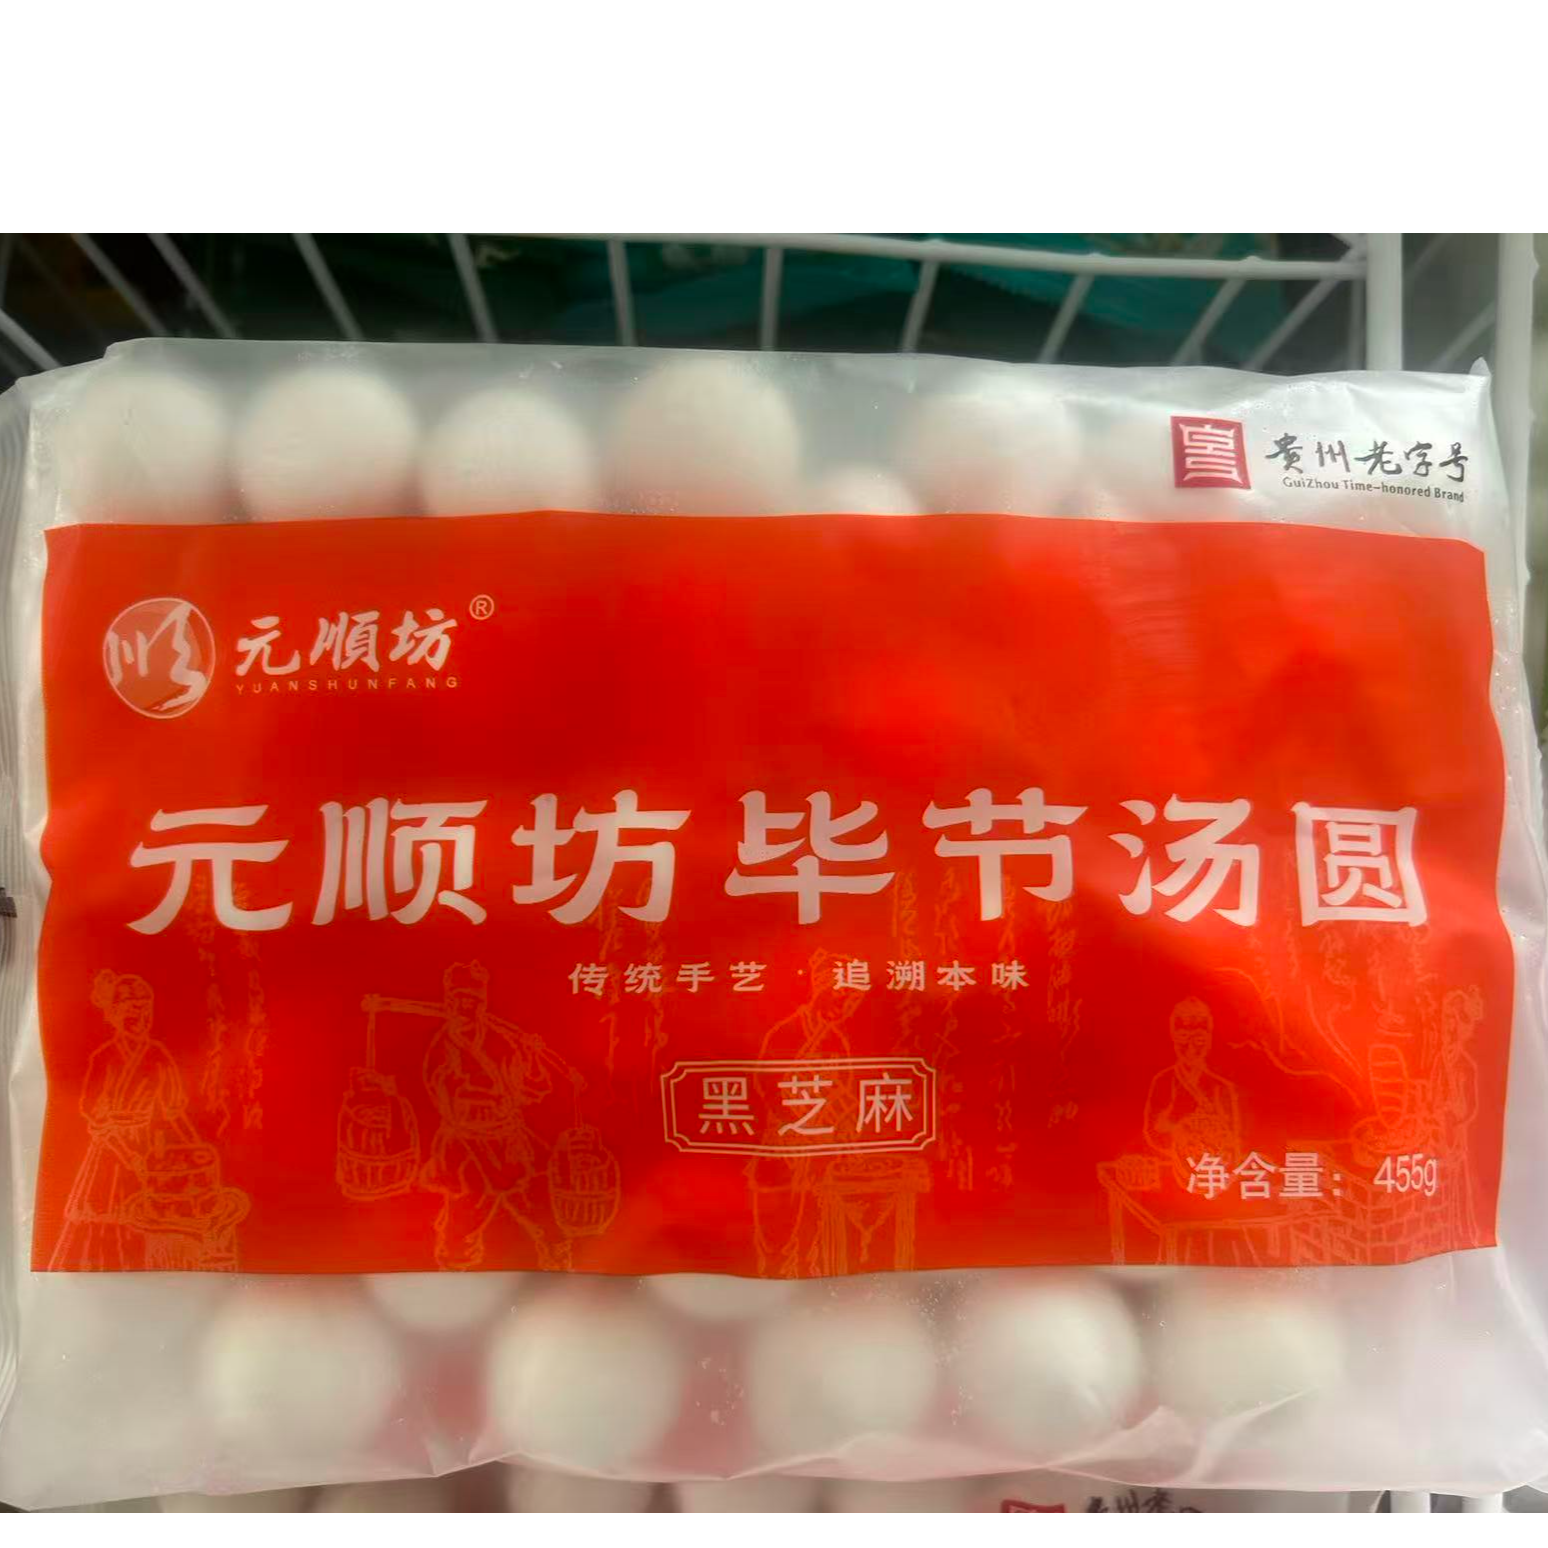 贵州老字号
GuiZhou Time-honored Brand
元順坊®
YUANSHUNFANG
元顺坊毕节汤圆
传统手艺·追溯本味
黑芝麻
净含量：455g